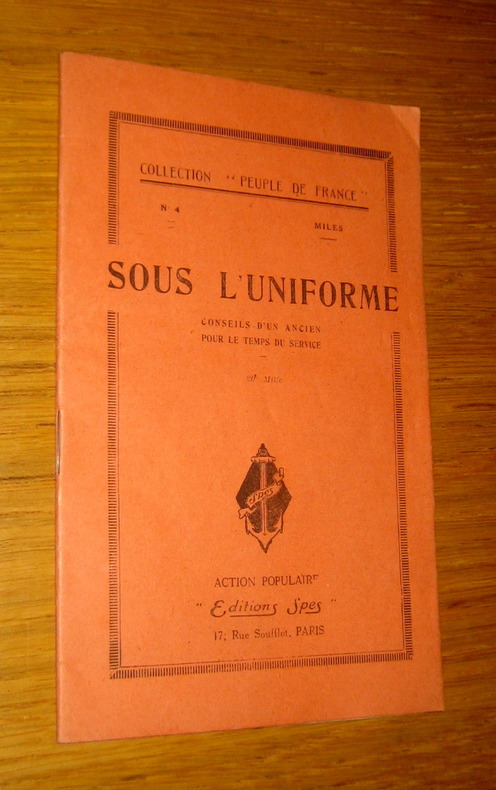 COLLECTION "PEUPLE DE FRANCE"
N° 4
MILES
SOUS L'UNIFORME
CONSEILS D'UN ANCIEN
POUR LE TEMPS DU SERVICE
Mille
Spes
ACTION POPULAIRE
"Editions Spes"
17, Rue Soufflot, PARIS